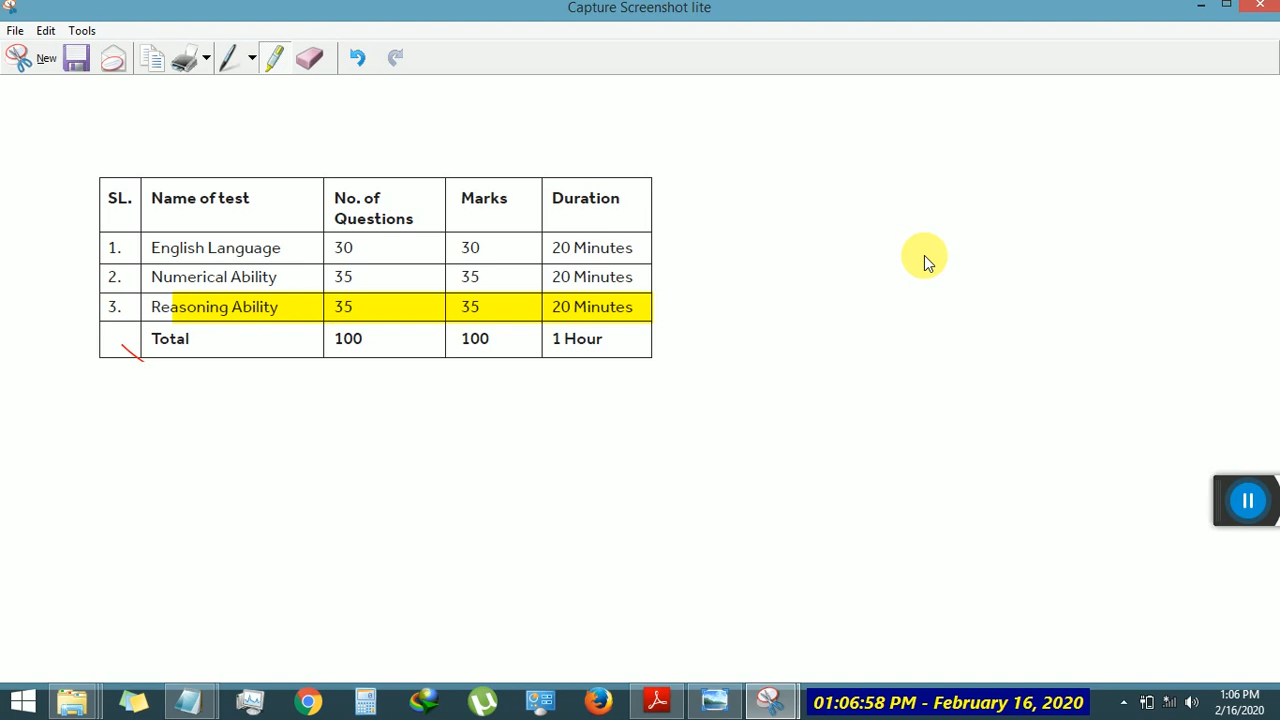 Capture Screenshot lite
File Edit Tools
New
SL. Name of test No. of Questions Marks Duration
1. English Language 30 30 20 Minutes
2. Numerical Ability 35 35 20 Minutes
3. Reasoning Ability 35 35 20 Minutes
Total 100 100 1 Hour
01:06:58 PM - February 16, 2020
1:06 PM
2/16/2020